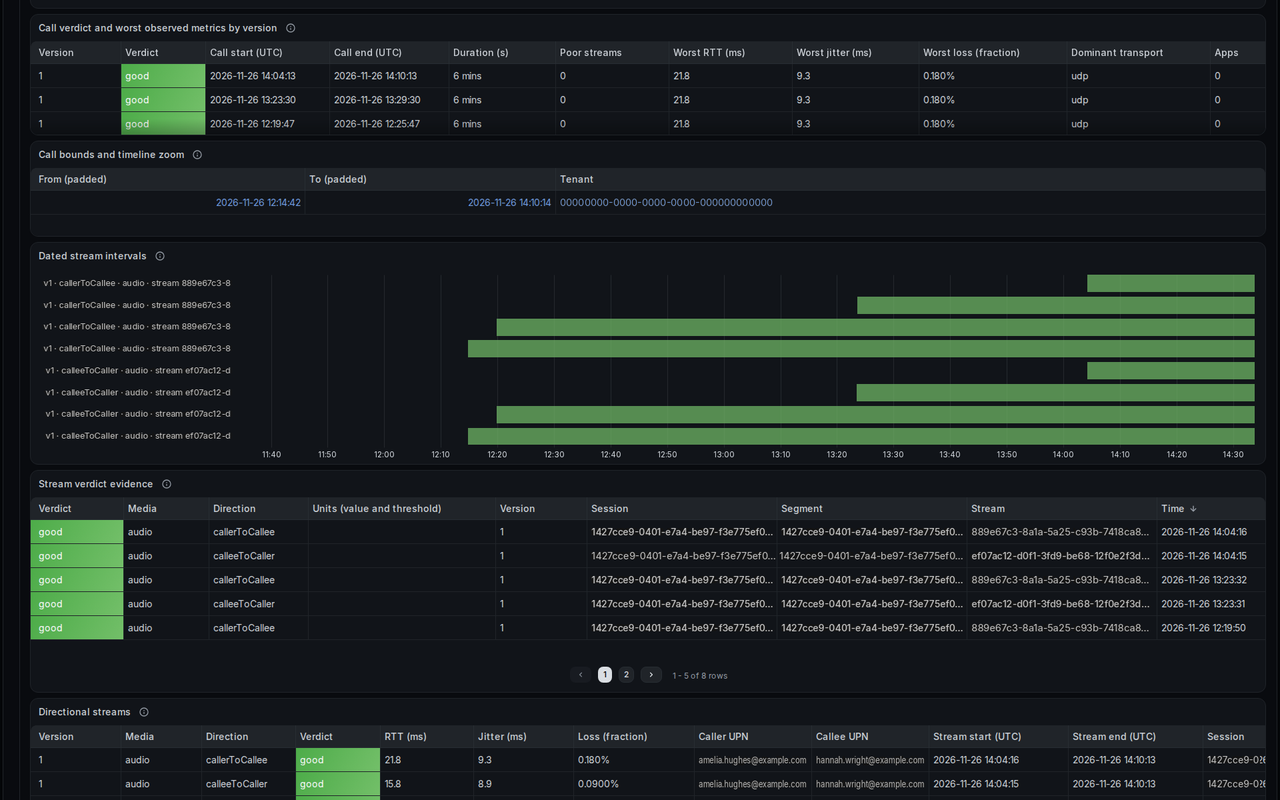 Call verdict and worst observed metrics by version
Version Verdict Call start (UTC) Call end (UTC) Duration (s) Poor streams Worst RTT (ms) Worst jitter (ms) Worst loss (fraction) Dominant transport Apps
1 good 2026-11-26 14:04:13 2026-11-26 14:10:13 6 mins 0 21.8 9.3 0.180% udp 0
1 good 2026-11-26 13:23:30 2026-11-26 13:29:30 6 mins 0 21.8 9.3 0.180% udp 0
1 good 2026-11-26 12:19:47 2026-11-26 12:25:47 6 mins 0 21.8 9.3 0.180% udp 0
Call bounds and timeline zoom
From (padded) To (padded) Tenant
2026-11-26 12:14:42 2026-11-26 14:10:14 00000000-0000-0000-0000-000000000000
Dated stream intervals
v1 · callerToCallee · audio · stream 889e67c3-8
v1 · callerToCallee · audio · stream 889e67c3-8
v1 · callerToCallee · audio · stream 889e67c3-8
v1 · callerToCallee · audio · stream 889e67c3-8
v1 · calleeToCaller · audio · stream ef07ac12-d
v1 · calleeToCaller · audio · stream ef07ac12-d
v1 · calleeToCaller · audio · stream ef07ac12-d
v1 · calleeToCaller · audio · stream ef07ac12-d
11:40 11:50 12:00 12:10 12:20 12:30 12:40 12:50 13:00 13:10 13:20 13:30 13:40 13:50 14:00 14:10 14:20 14:30
Stream verdict evidence
Verdict Media Direction Units (value and threshold) Version Session Segment Stream Time
good audio callerToCallee 1 1427cce9-0401-e7a4-be97-f3e775ef0... 1427cce9-0401-e7a4-be97-f3e775ef0... 889e67c3-8a1a-5a25-c93b-7418ca8... 2026-11-26 14:04:16
good audio calleeToCaller 1 1427cce9-0401-e7a4-be97-f3e775ef0... 1427cce9-0401-e7a4-be97-f3e775ef0... ef07ac12-d0f1-3fd9-be68-12f0e2f3d... 2026-11-26 14:04:15
good audio callerToCallee 1 1427cce9-0401-e7a4-be97-f3e775ef0... 1427cce9-0401-e7a4-be97-f3e775ef0... 889e67c3-8a1a-5a25-c93b-7418ca8... 2026-11-26 13:23:32
good audio calleeToCaller 1 1427cce9-0401-e7a4-be97-f3e775ef0... 1427cce9-0401-e7a4-be97-f3e775ef0... ef07ac12-d0f1-3fd9-be68-12f0e2f3d... 2026-11-26 13:23:31
good audio callerToCallee 1 1427cce9-0401-e7a4-be97-f3e775ef0... 1427cce9-0401-e7a4-be97-f3e775ef0... 889e67c3-8a1a-5a25-c93b-7418ca8... 2026-11-26 12:19:50
1 2 1 - 5 of 8 rows
Directional streams
Version Media Direction Verdict RTT (ms) Jitter (ms) Loss (fraction) Caller UPN Callee UPN Stream start (UTC) Stream end (UTC) Session
1 audio callerToCallee good 21.8 9.3 0.180% amelia.hughes@example.com hannah.wright@example.com 2026-11-26 14:04:16 2026-11-26 14:10:13 1427cce9-
1 audio calleeToCaller good 15.8 8.9 0.0900% amelia.hughes@example.com hannah.wright@example.com 2026-11-26 14:04:15 2026-11-26 14:10:13 1427cce9-